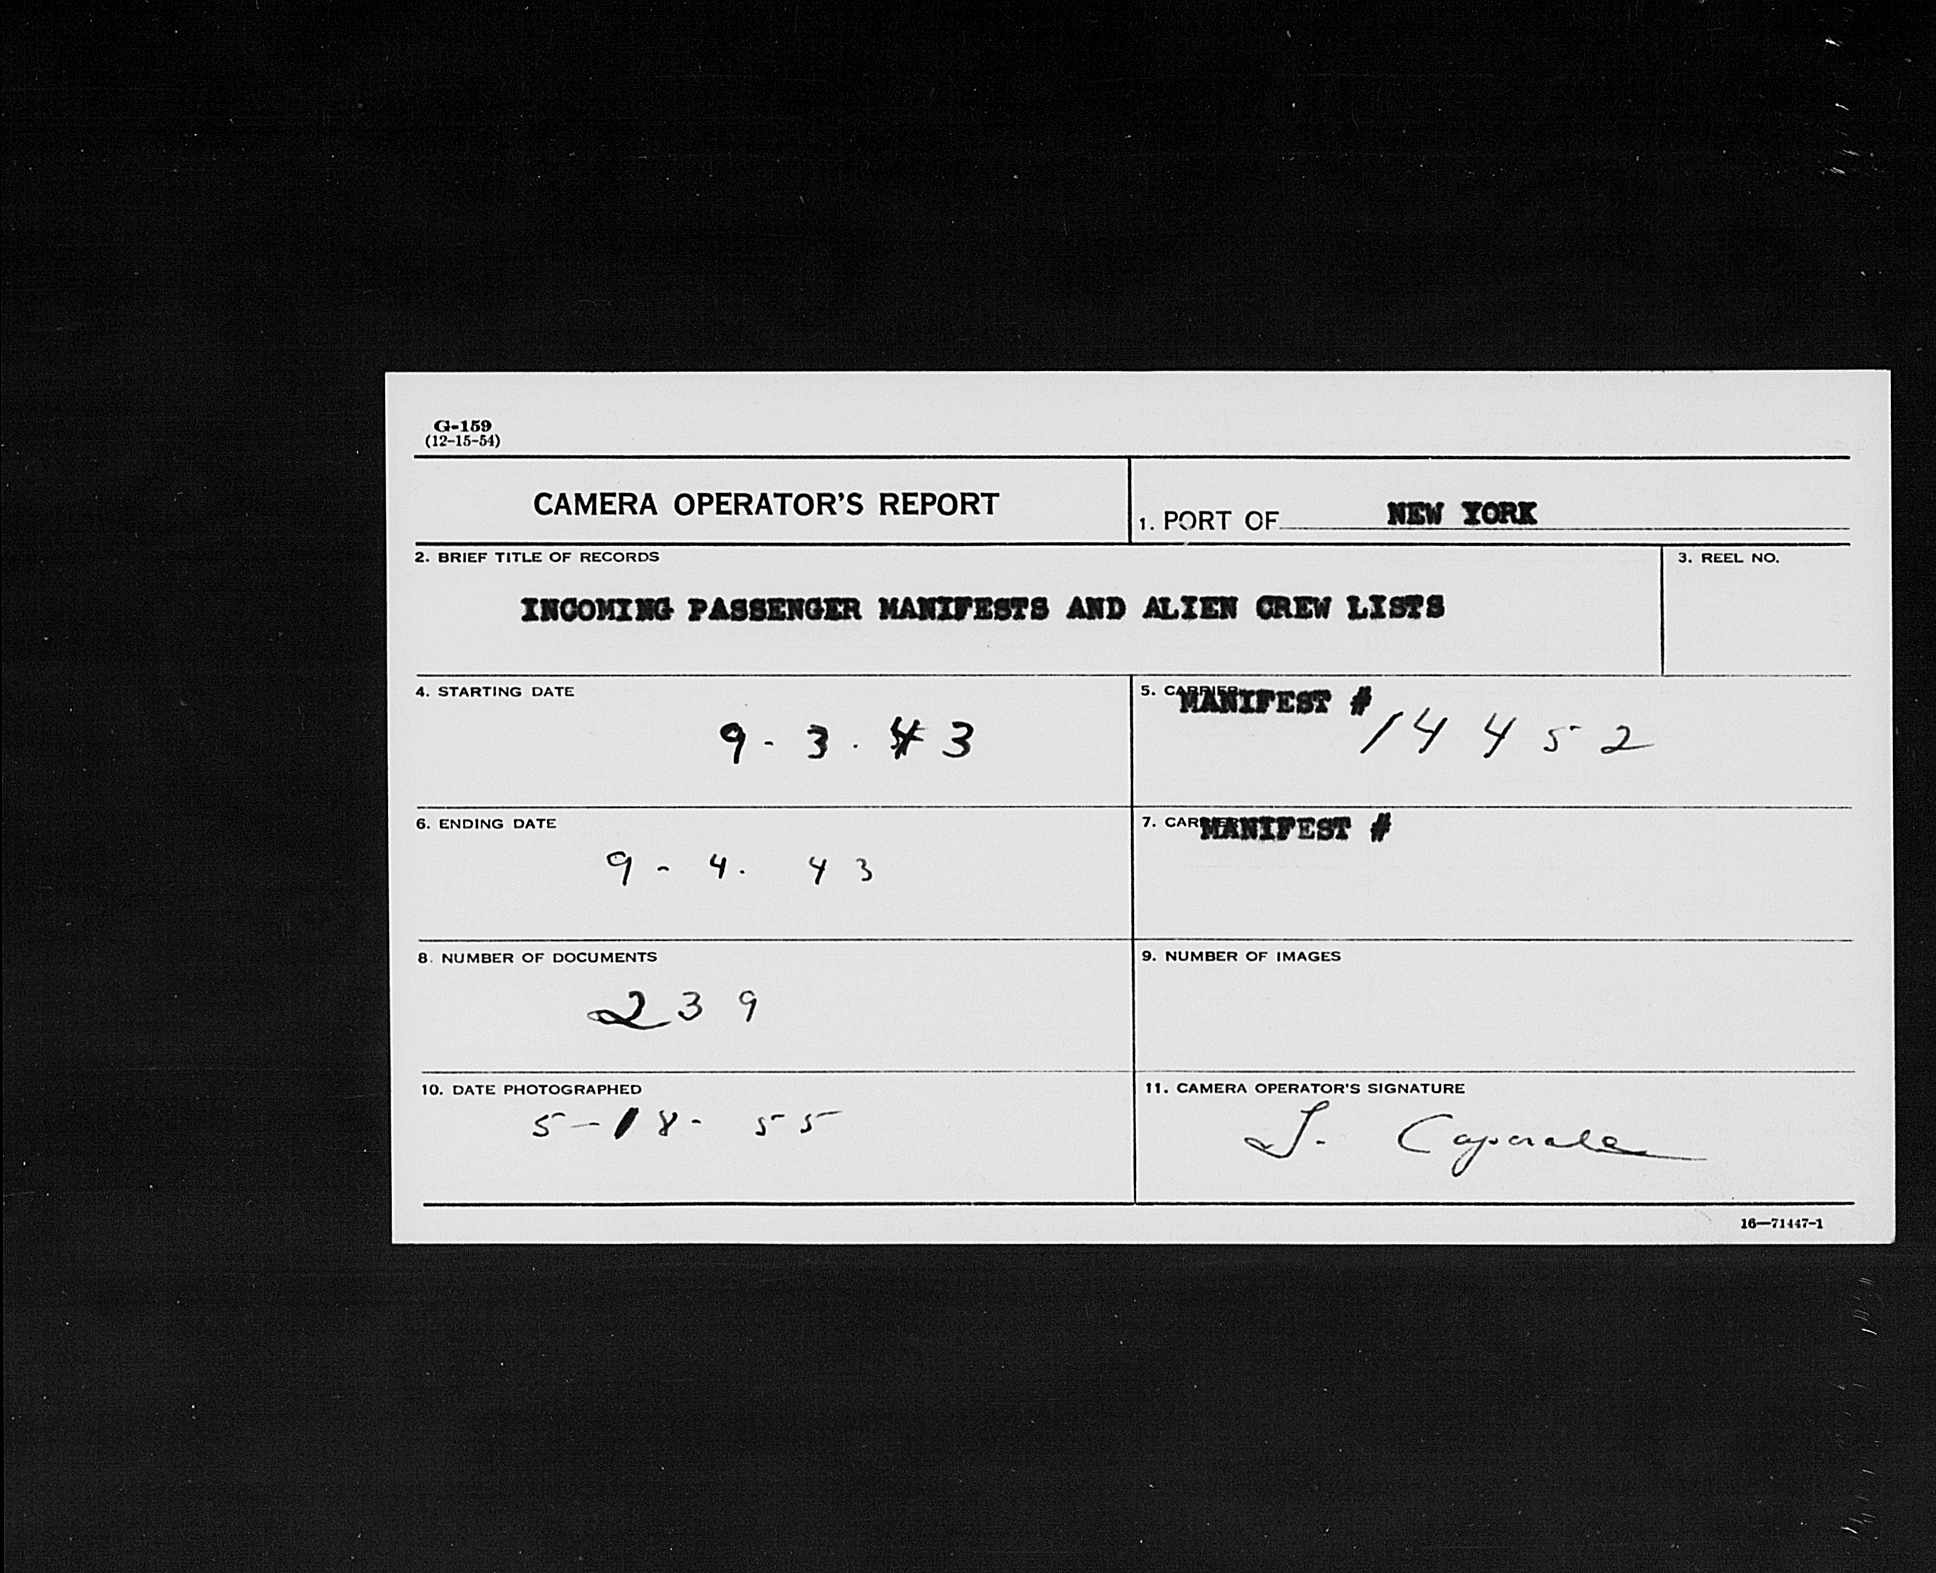 G-159
(12-15-54)
CAMERA OPERATOR'S REPORT
1. PORT OF NEW YORK
2. BRIEF TITLE OF RECORDS
3. REEL NO.
INCOMING PASSENGER MANIFESTS AND ALIEN CREW LISTS
4. STARTING DATE
9-3.43
5. CARRIER
MANIFEST # 14452
6. ENDING DATE
9-4.43
7. CARRIER
MANIFEST #
8. NUMBER OF DOCUMENTS
239
9. NUMBER OF IMAGES
10. DATE PHOTOGRAPHED
5-18-55
11. CAMERA OPERATOR'S SIGNATURE
Caporale
16—71447-1